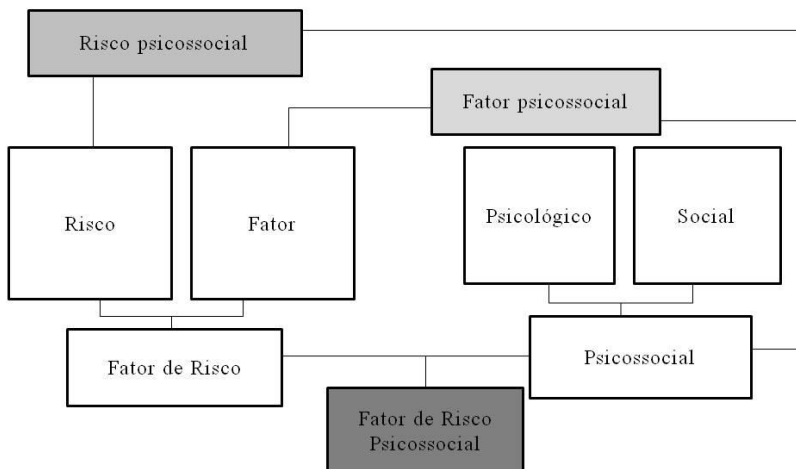 Risco psicossocial
Fator psicossocial
Risco
Fator
Psicológico
Social
Fator de Risco
Psicossocial
Fator de Risco
Psicossocial